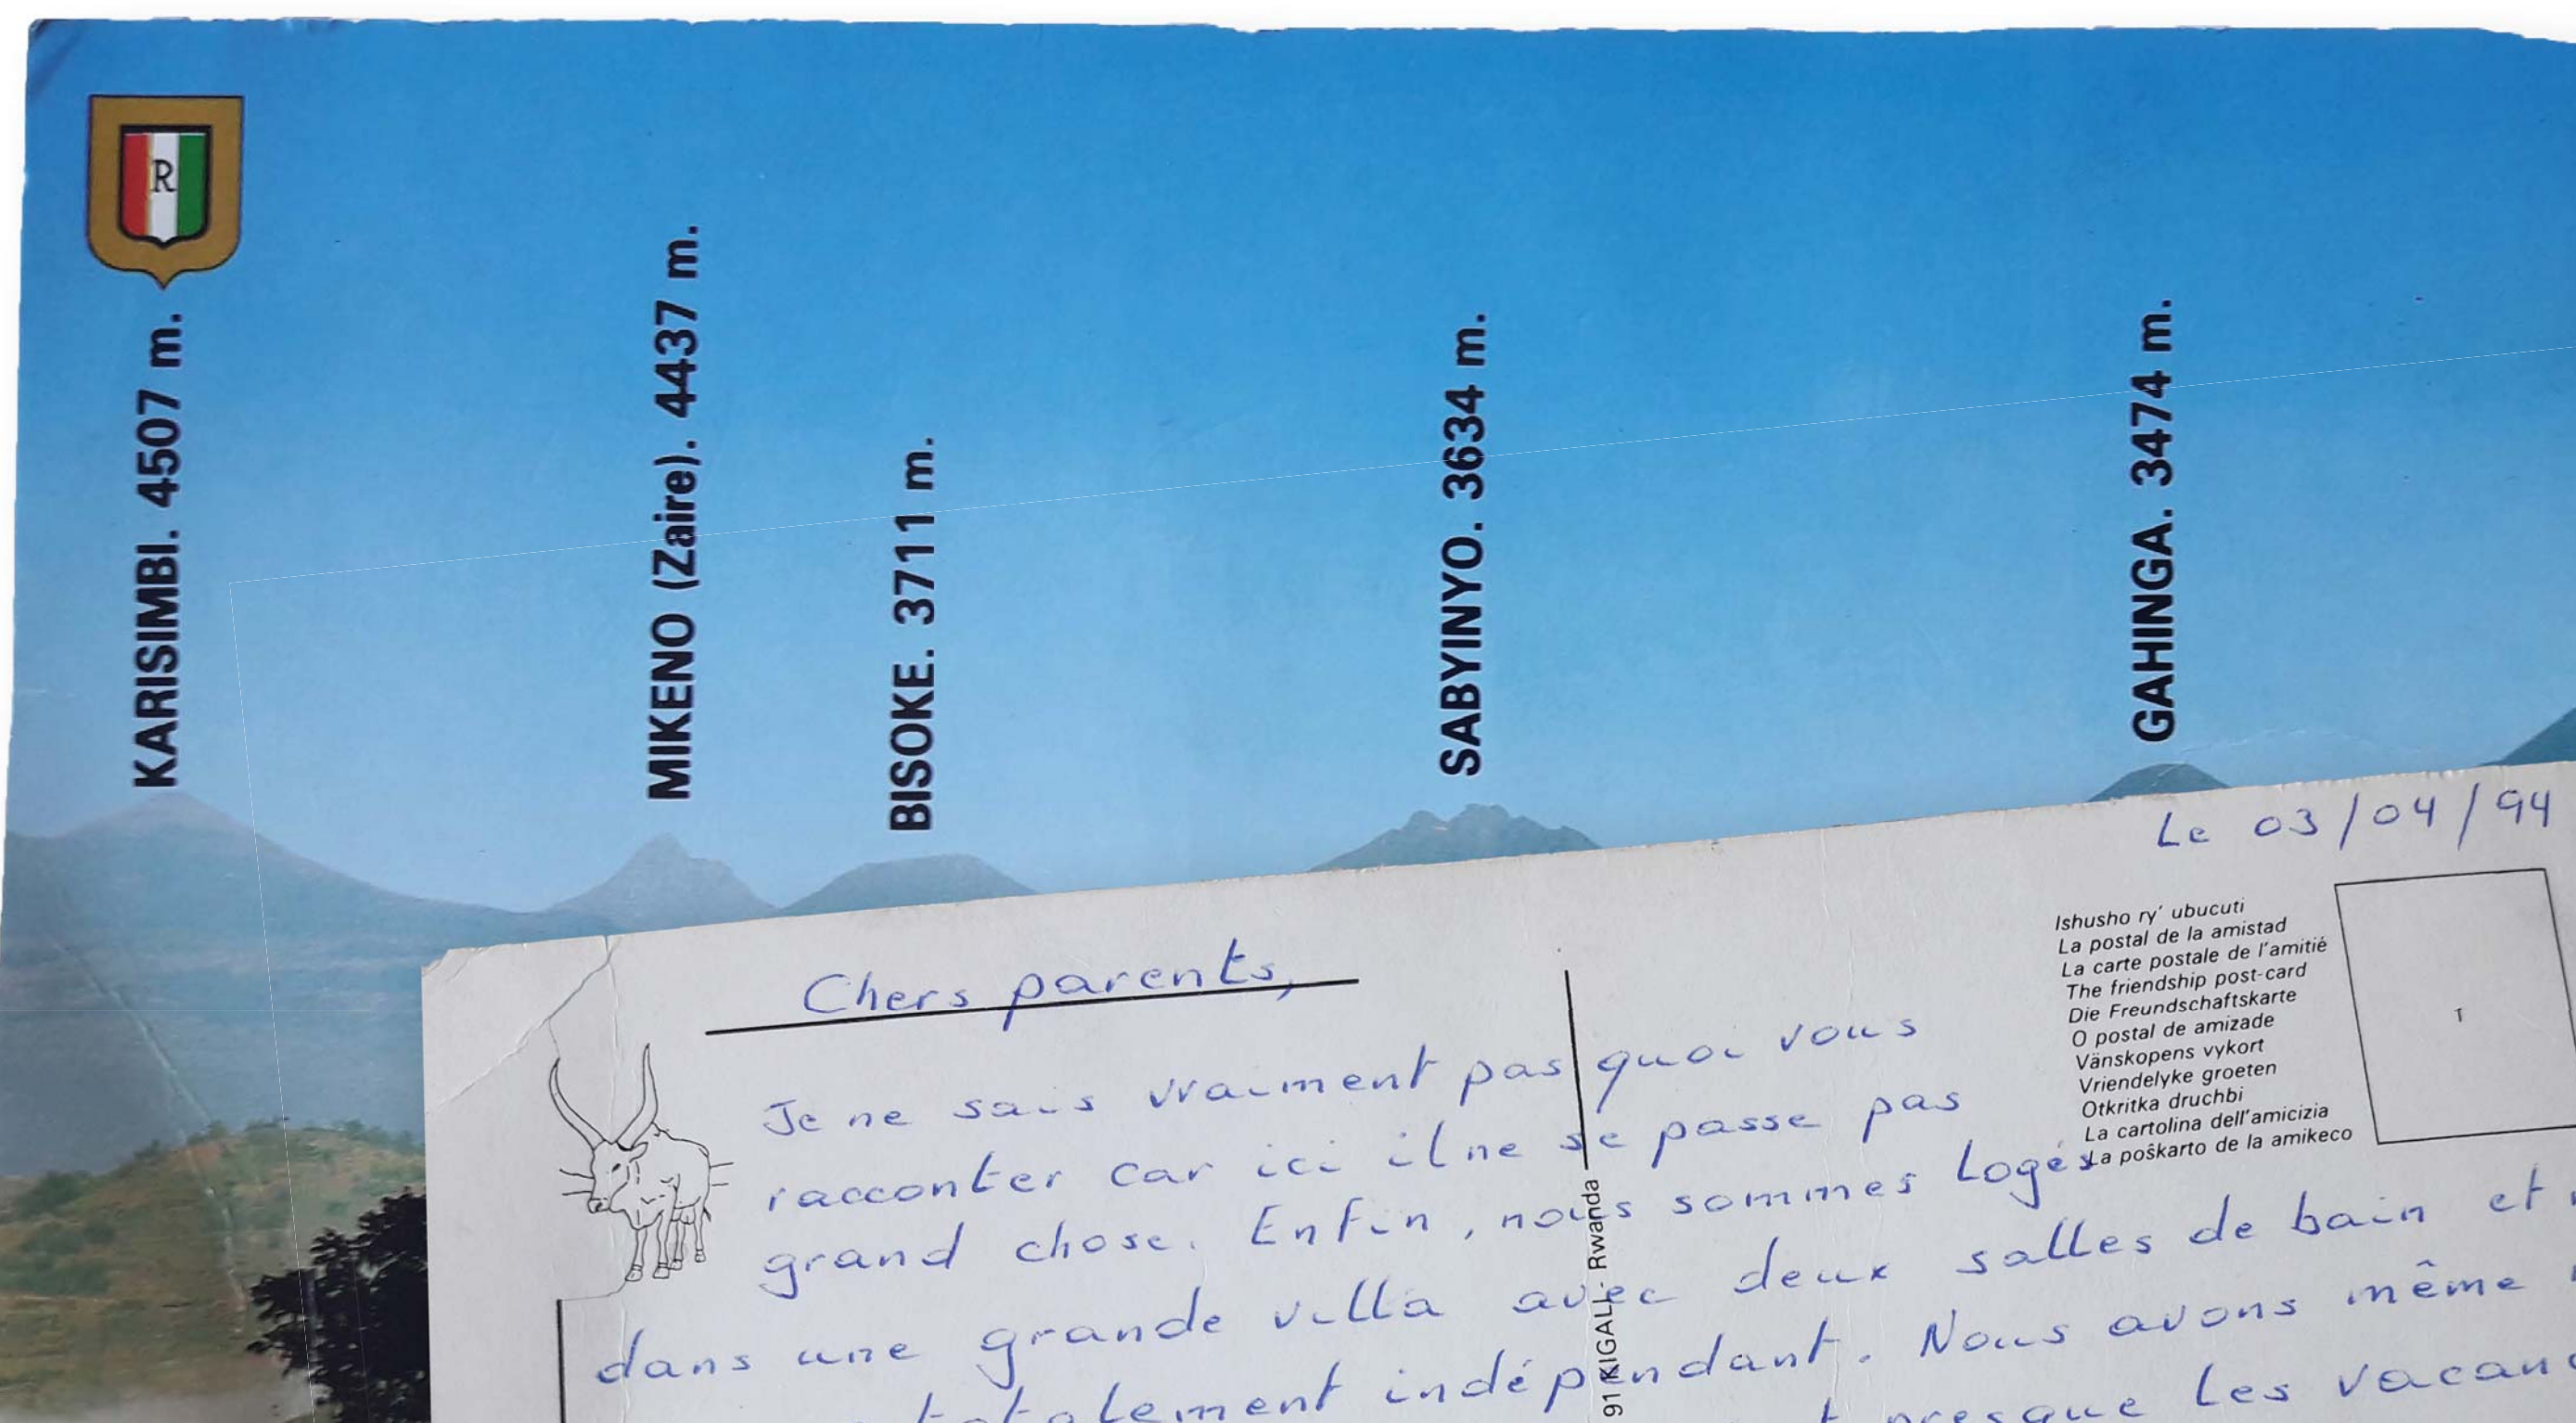 R
KARISIMBI. 4507 m.
MIKENO (Zaire). 4437 m.
BISOKE. 3711 m.
SABYINYO. 3634 m.
GAHINGA. 3474 m.
Le 03/04/94
Ishusho ry' ubucuti
La postal de la amistad
La carte postale de l'amitié
The friendship post-card
Die Freundschaftskarte
O postal de amizade
Vänskopens vykort
Vriendelyke groeten
Otkritka druchbi
La cartolina dell'amicizia
La poŝkarto de la amikeco
Chers parents,
Je ne sais vraiment pas quoi vous
racconter car ici il ne se passe pas
grand chose. Enfin, nous sommes Logés
dans une grande villa avec deux salles de bain et
totalement indépendant. Nous avons même
presque les vacan
91 KIGALI - Rwanda